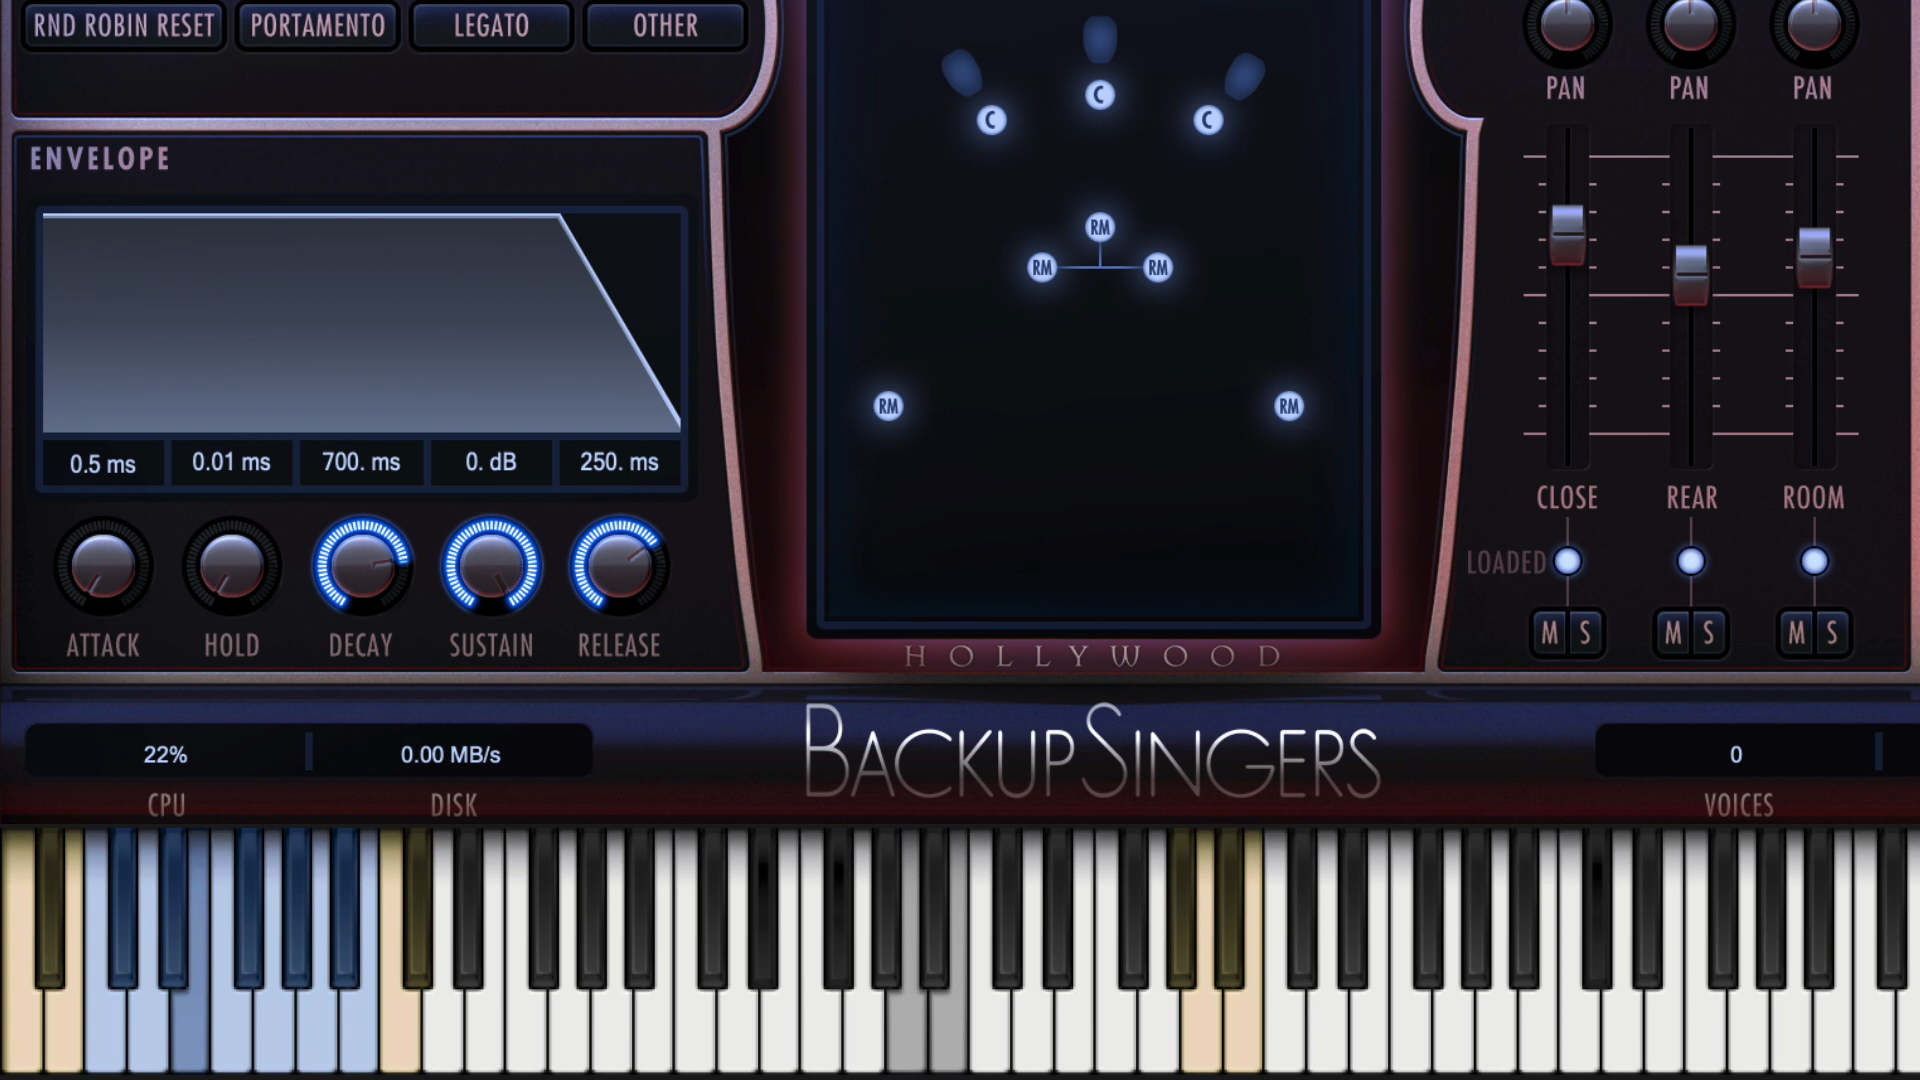 RND ROBIN RESET PORTAMENTO LEGATO OTHER
PAN PAN PAN
ENVELOPE
C C C
RM
RM RM
RM RM
0.5 ms 0.01 ms 700. ms 0. dB 250. ms
ATTACK HOLD DECAY SUSTAIN RELEASE
CLOSE REAR ROOM
LOADED
M S M S M S
HOLLYWOOD
BACKUP SINGERS
22% 0.00 MB/s 0
CPU DISK VOICES